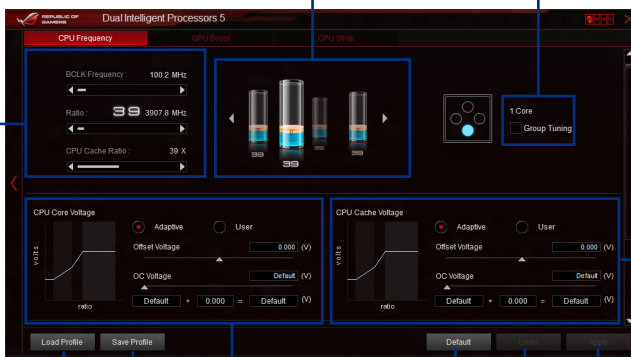 REPUBLIC OF GAMERS
Dual Intelligent Processors 5
CPU Frequency GPU Boost CPU Strap
BCLK Frequency : 100.2 MHz
Ratio : 39 3907.8 MHz
CPU Cache Ratio : 39 X
39 39 39 39
1 Core
Group Tuning
CPU Core Voltage
Adaptive User
Offset Voltage 0.000 (V)
OC Voltage Default (V)
Default + 0.000 = Default (V)
volts
ratio
CPU Cache Voltage
Adaptive User
Offset Voltage 0.000 (V)
OC Voltage Default (V)
Default + 0.000 = Default (V)
volts
ratio
Load Profile Save Profile Default Undo Apply